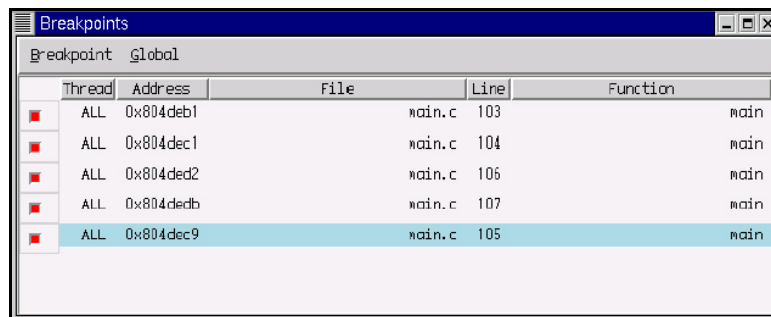 Breakpoints
Breakpoint Global
Thread Address File Line Function
ALL 0x804deb1 main.c 103 main
ALL 0x804dec1 main.c 104 main
ALL 0x804ded2 main.c 106 main
ALL 0x804dedb main.c 107 main
ALL 0x804dec9 main.c 105 main